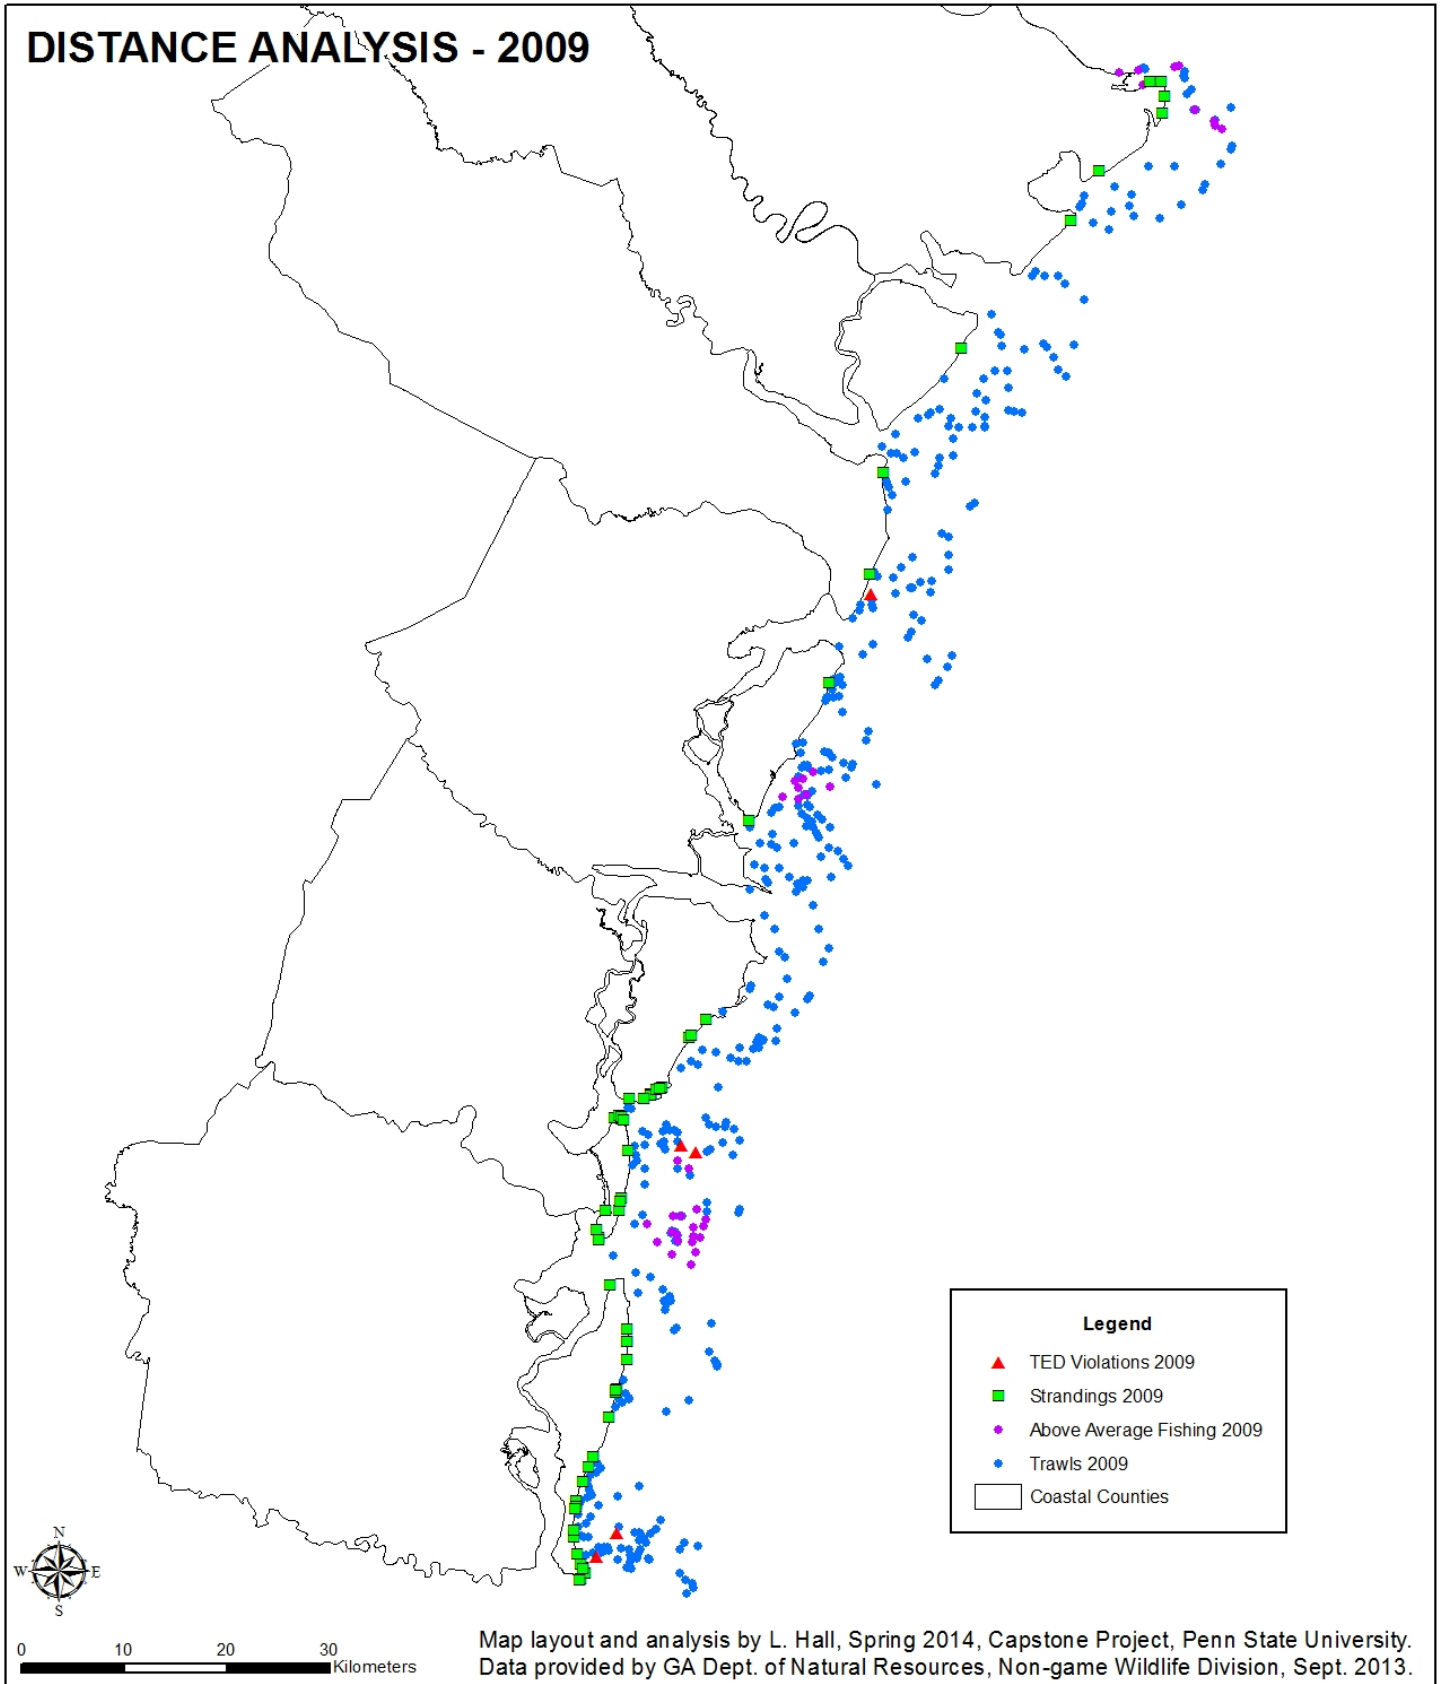 DISTANCE ANALYSIS - 2009
Legend
TED Violations 2009
Strandings 2009
Above Average Fishing 2009
Trawls 2009
Coastal Counties
N
W E
S
0 10 20 30
Kilometers
Map layout and analysis by L. Hall, Spring 2014, Capstone Project, Penn State University.
Data provided by GA Dept. of Natural Resources, Non-game Wildlife Division, Sept. 2013.